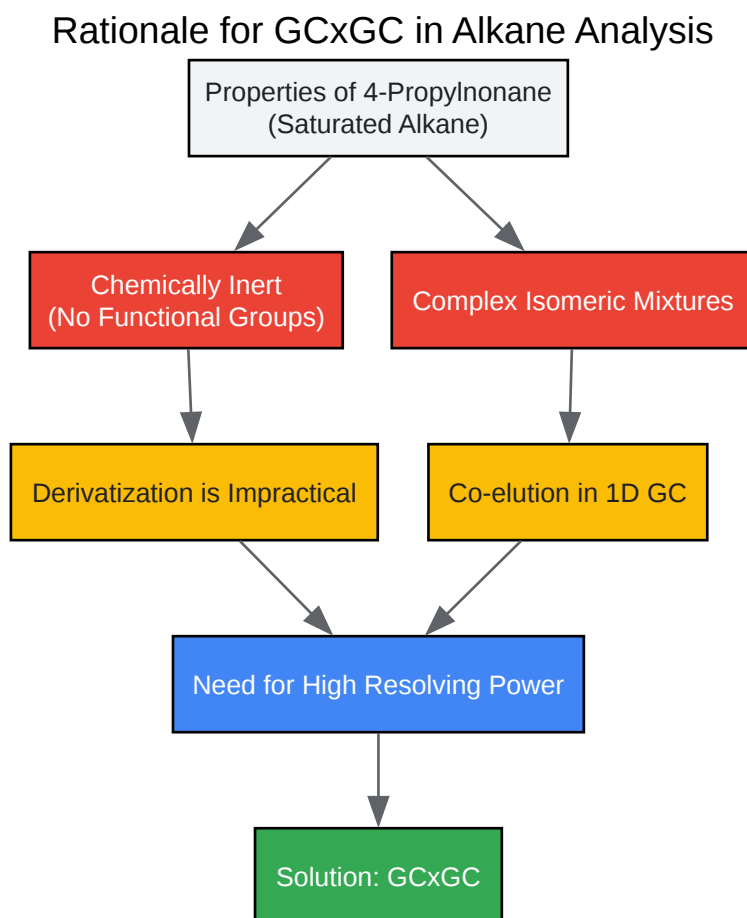 Rationale for GCxGC in Alkane Analysis
Properties of 4-Propylnonane
(Saturated Alkane)
Chemically Inert
(No Functional Groups)
Complex Isomeric Mixtures
Derivatization is Impractical
Co-elution in 1D GC
Need for High Resolving Power
Solution: GCxGC